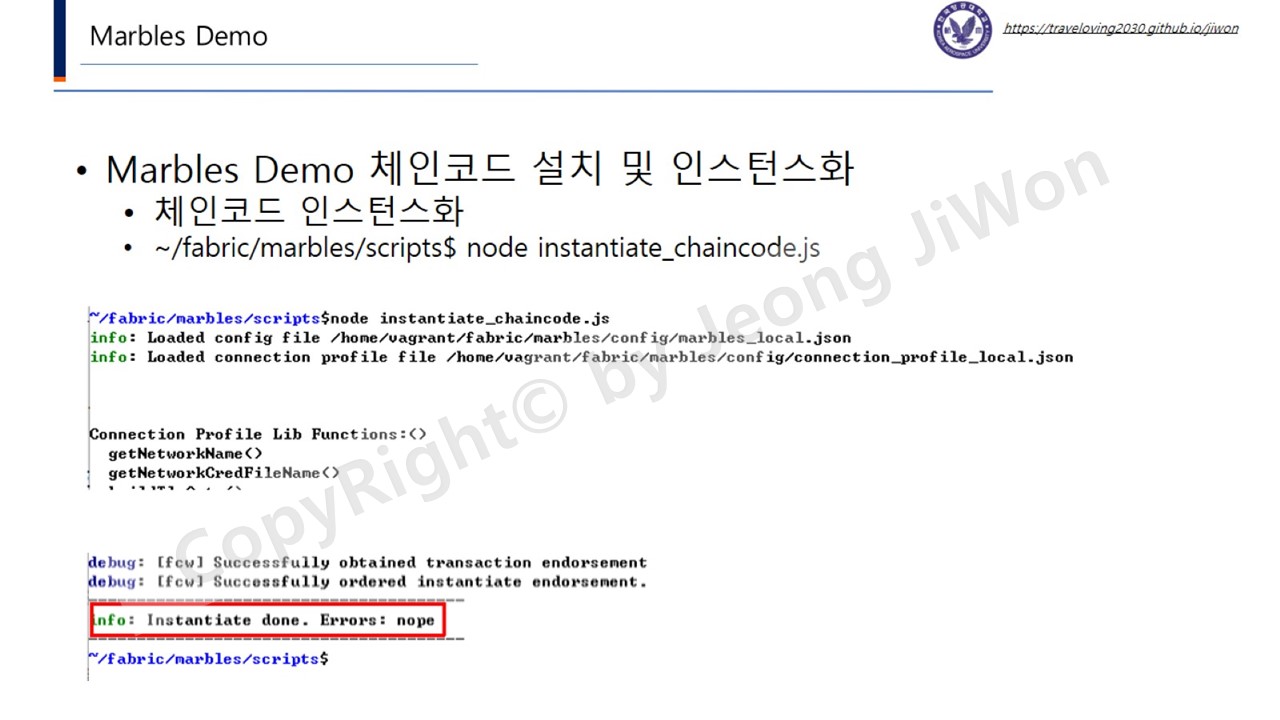 Marbles Demo
https://traveloving2030.github.io/jiwon
• Marbles Demo 체인코드 설치 및 인스턴스화
• 체인코드 인스턴스화
• ~/fabric/marbles/scripts$ node instantiate_chaincode.js
~/fabric/marbles/scripts$node instantiate_chaincode.js
info: Loaded config file /home/vagrant/fabric/marbles/config/marbles_local.json
info: Loaded connection profile file /home/vagrant/fabric/marbles/config/connection_profile_local.json
Connection Profile Lib Functions:()
getNetworkName()
getNetworkCredFileName()
debug: [fcw] Successfully obtained transaction endorsement
debug: [fcw] Successfully ordered instantiate endorsement.
info: Instantiate done. Errors: nope
~/fabric/marbles/scripts$
CopyRight© by Jeong JiWon